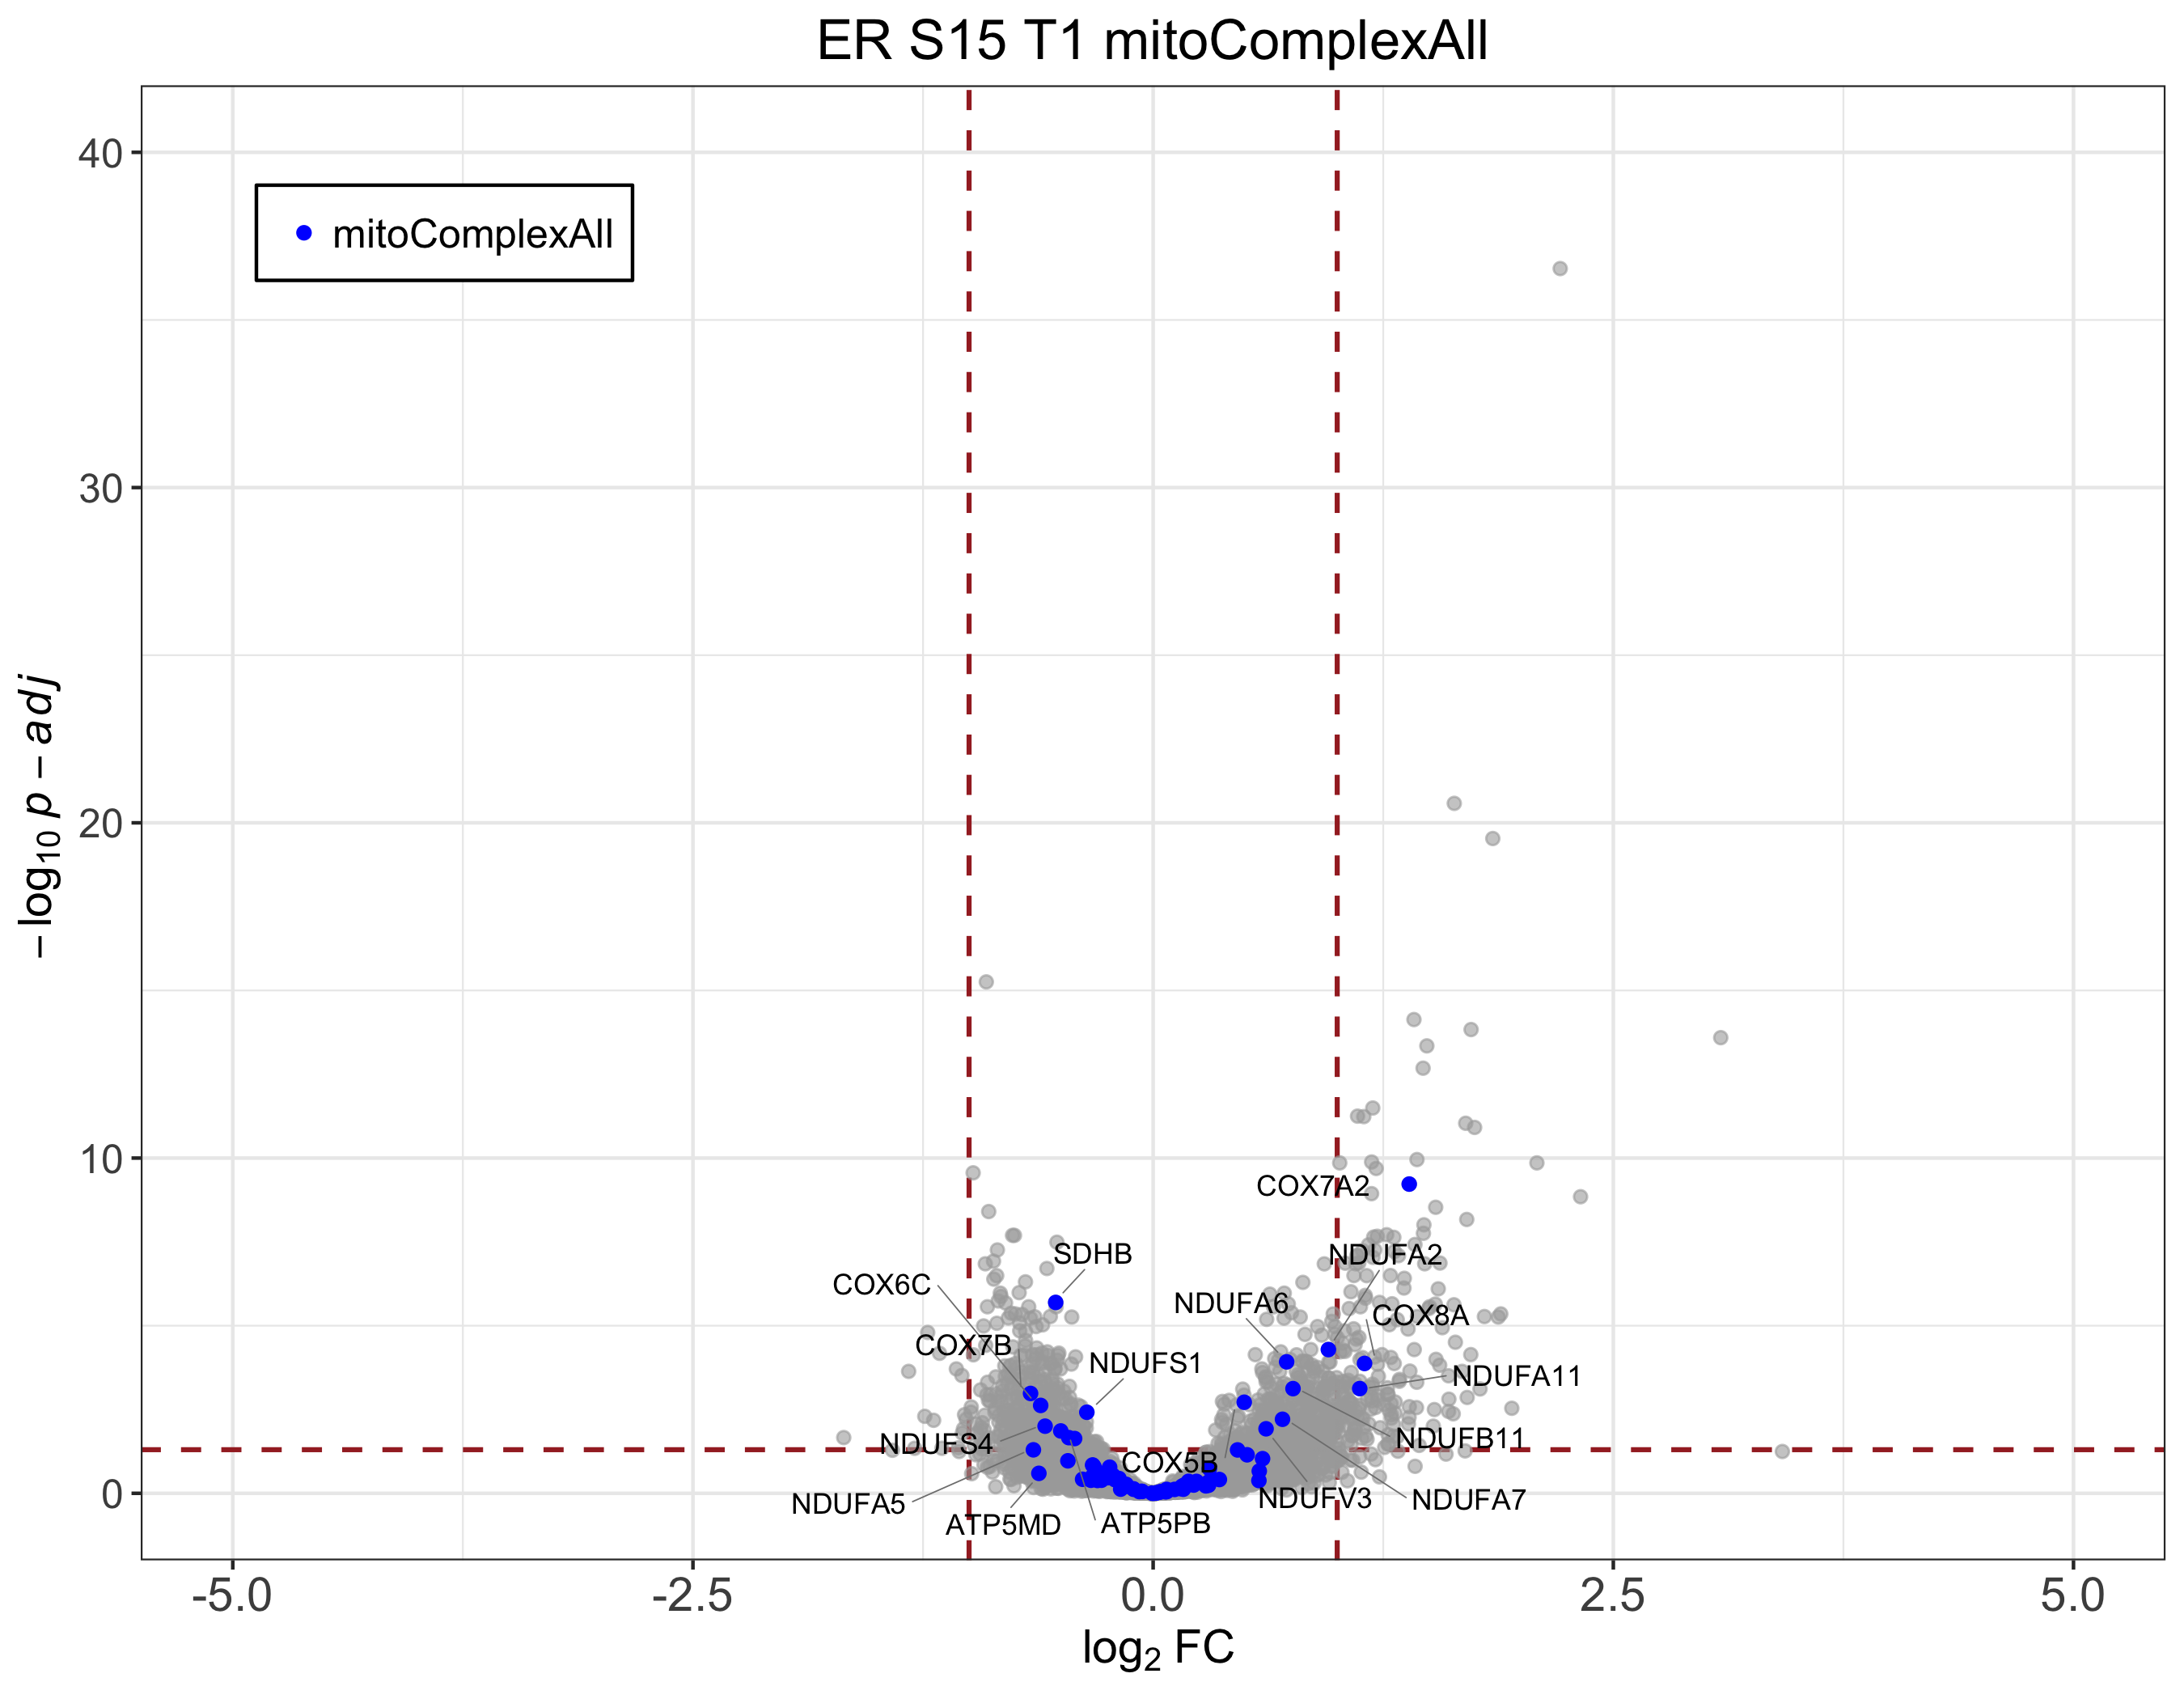 ER S15 T1 mitoComplexAll
mitoComplexAll
40
30
20
10
0
−log10 p − adj
COX7A2
SDHB
NDUFA2
COX6C
NDUFA6
COX8A
COX7B
NDUFS1
NDUFA11
NDUFS4
NDUFB11
COX5B
NDUFA5
NDUFV3
NDUFA7
ATP5MD
ATP5PB
-5.0
-2.5
0.0
2.5
5.0
log2 FC